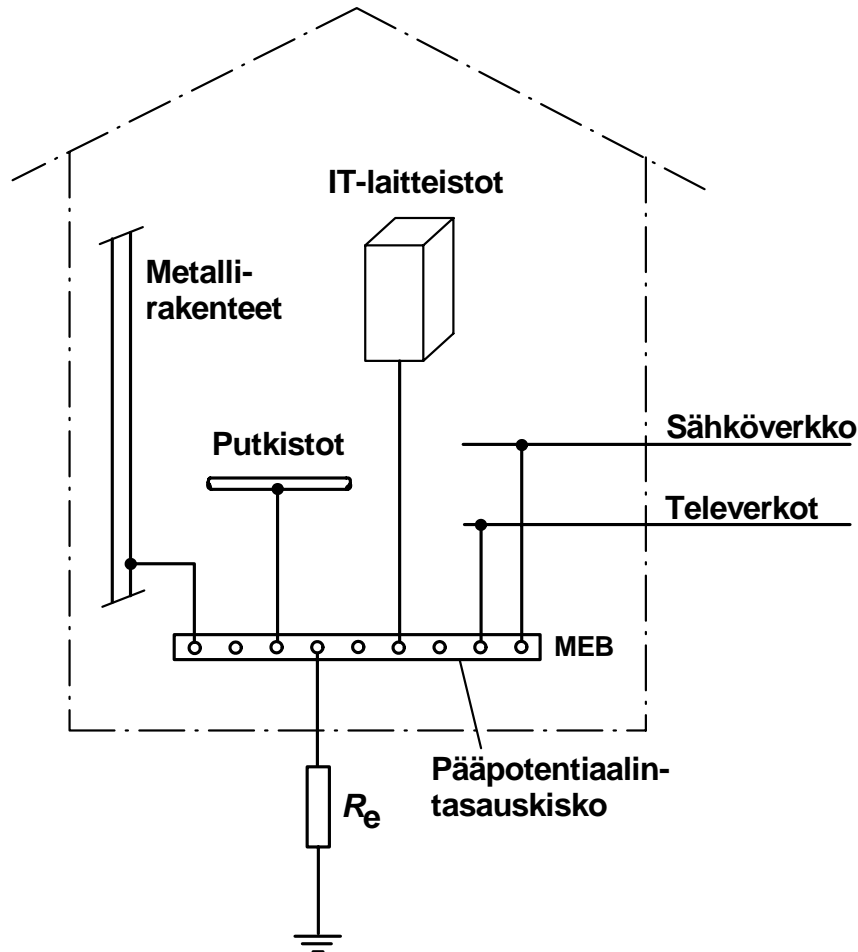 IT-laitteistot
Metalli-
rakenteet
Putkistot
Sähköverkko
Televerkot
MEB
Pääpotentiaalin-
tasauskisko
Re